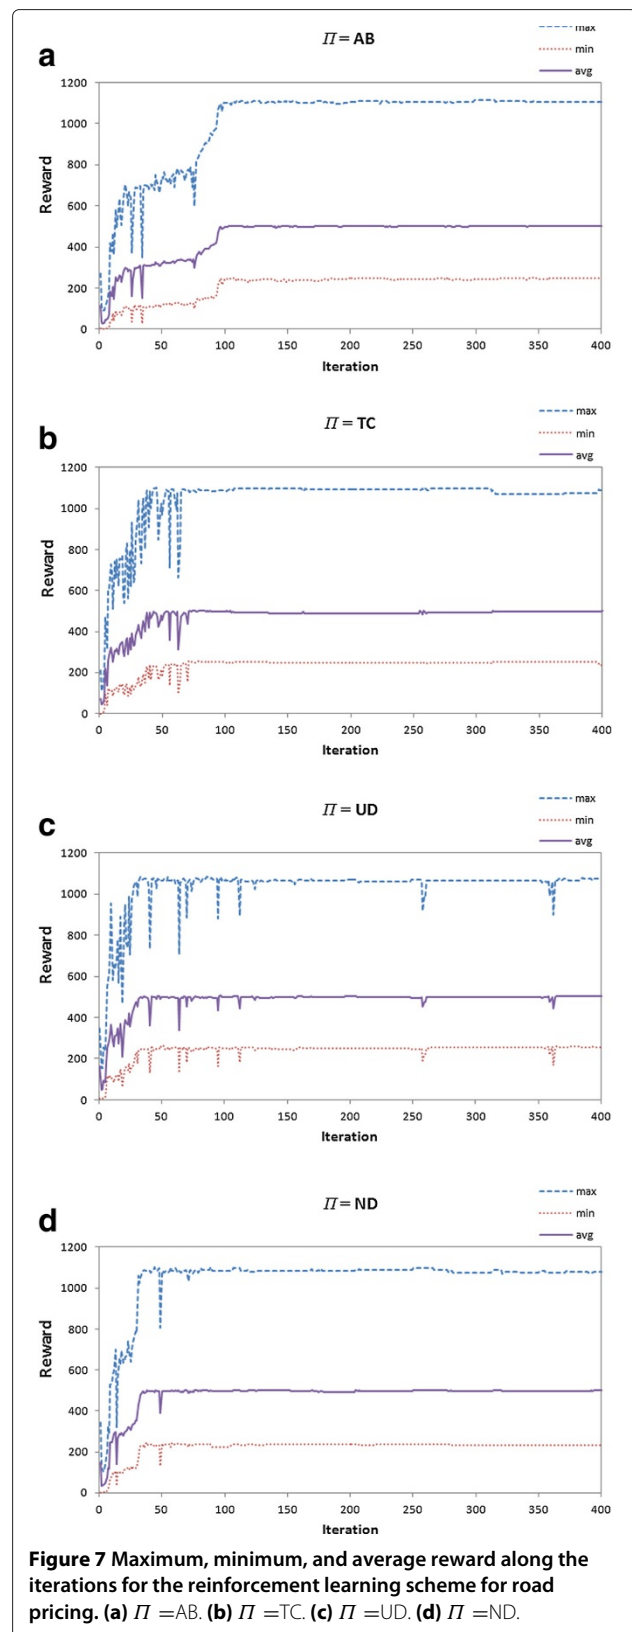 a
Π = AB
max
min
avg
1200
1000
800
600
400
200
0
Reward
0 50 100 150 200 250 300 350 400
Iteration
b
Π = TC
max
min
avg
1200
1000
800
600
400
200
0
Reward
0 50 100 150 200 250 300 350 400
Iteration
c
Π = UD
max
min
avg
1200
1000
800
600
400
200
0
Reward
0 50 100 150 200 250 300 350 400
Iteration
d
Π = ND
max
min
avg
1200
1000
800
600
400
200
0
Reward
0 50 100 150 200 250 300 350 400
Iteration
Figure 7 Maximum, minimum, and average reward along the
iterations for the reinforcement learning scheme for road
pricing. (a) Π =AB. (b) Π =TC. (c) Π =UD. (d) Π =ND.